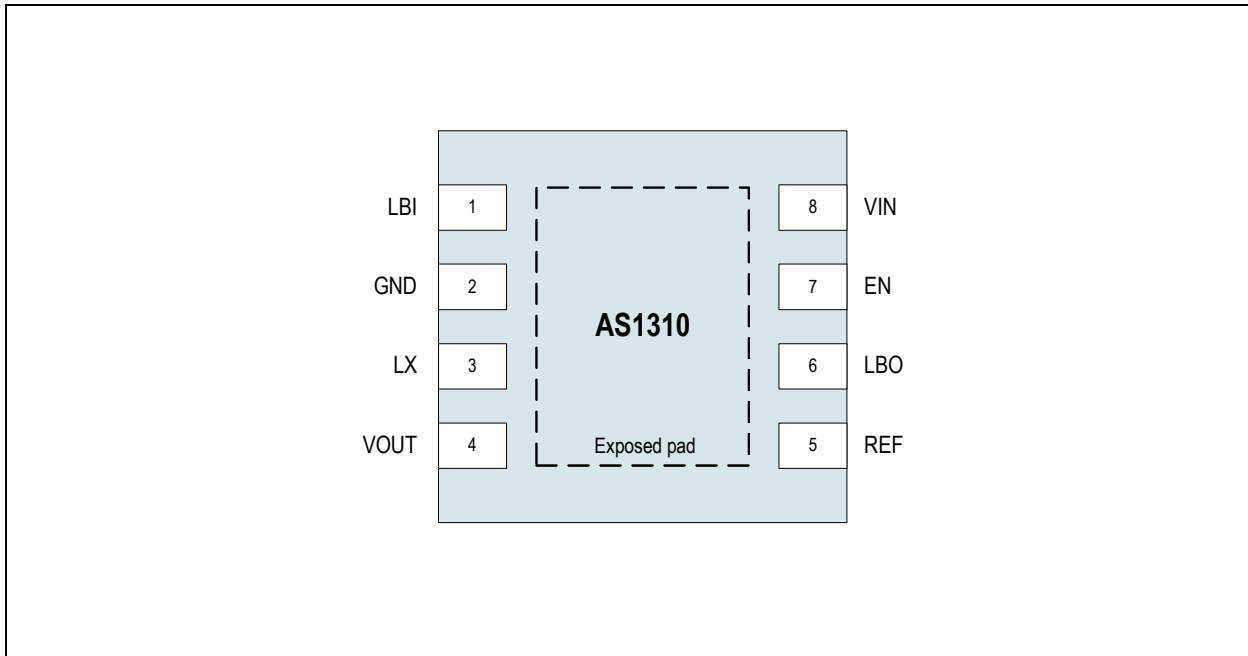 LBI 1 8 VIN
GND 2 7 EN
AS1310
LX 3 6 LBO
VOUT 4 Exposed pad 5 REF